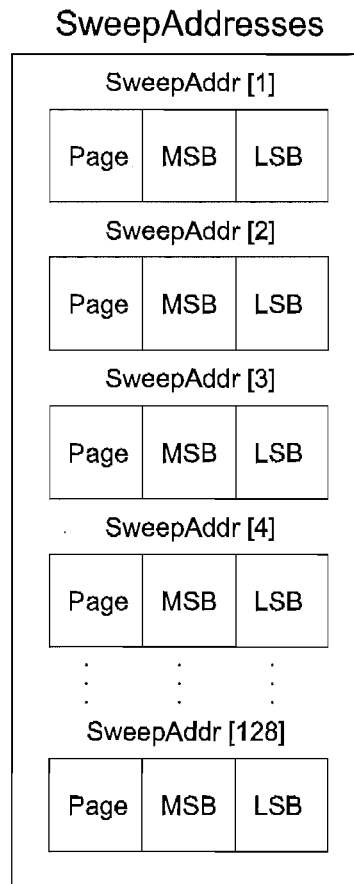 SweepAddresses
SweepAddr [1]
Page MSB LSB
SweepAddr [2]
Page MSB LSB
SweepAddr [3]
Page MSB LSB
SweepAddr [4]
Page MSB LSB
SweepAddr [128]
Page MSB LSB